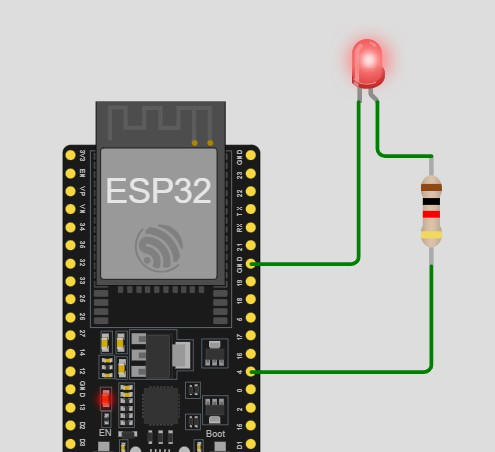 ESP32
3V3
EN
VP
VN
34
35
32
33
25
26
27
14
12
GND
13
D2
D3
GND
23
22
TX
RX
21
GND
19
18
5
17
16
4
0
2
15
D1
EN
Boot